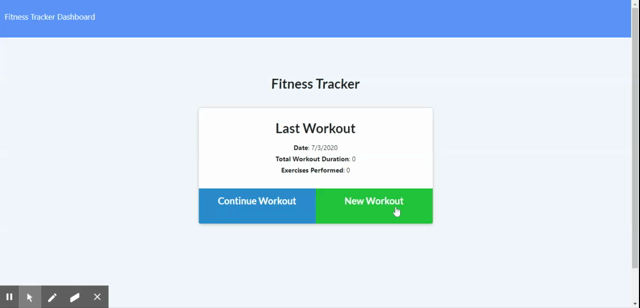 Fitness Tracker Dashboard
Fitness Tracker
Last Workout
Date: 7/3/2020
Total Workout Duration: 0
Exercises Performed: 0
Continue Workout New Workout